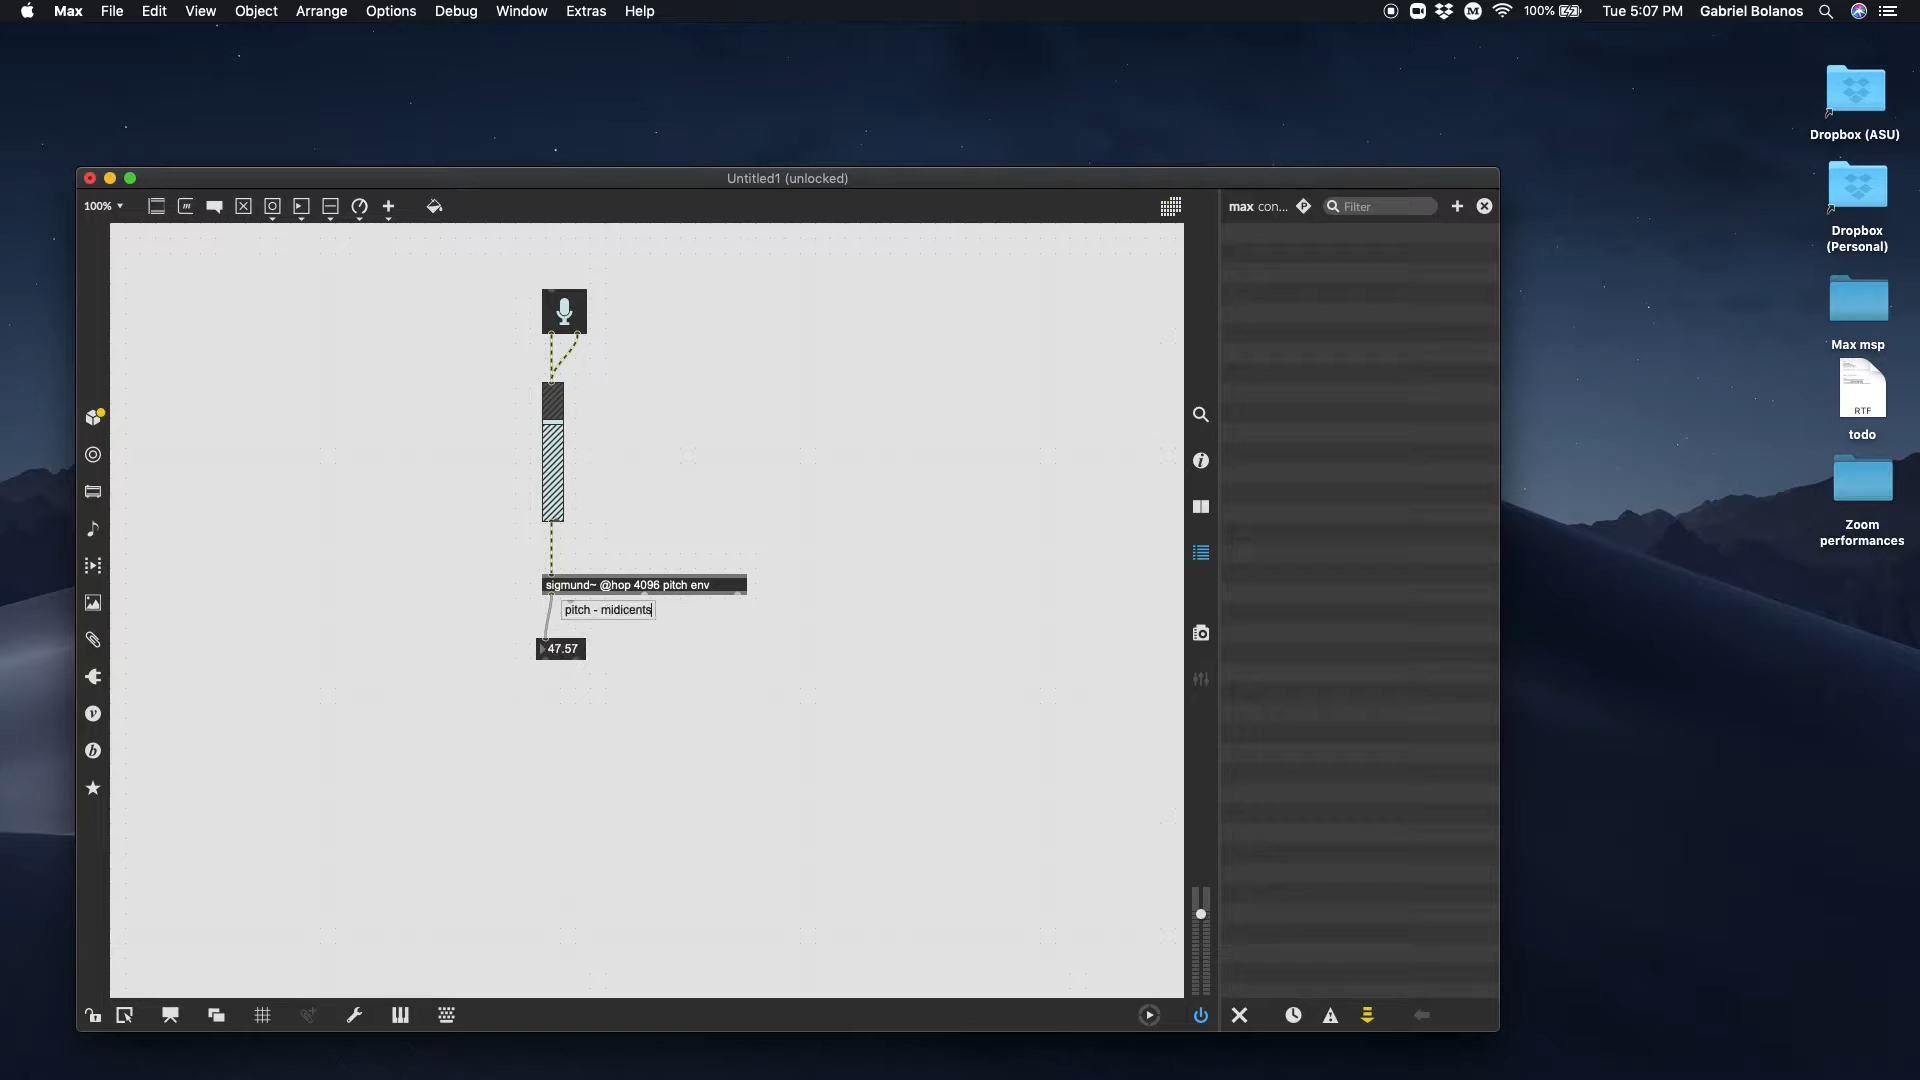 Max File Edit View Object Arrange Options Debug Window Extras Help
M 100% Tue 5:07 PM Gabriel Bolanos
Dropbox (ASU)
Dropbox
(Personal)
Max msp
RTF
todo
Zoom
performances
Untitled1 (unlocked)
100%
m
max con... P Filter
sigmund~ @hop 4096 pitch env
pitch - midicents
47.57
i
v
b